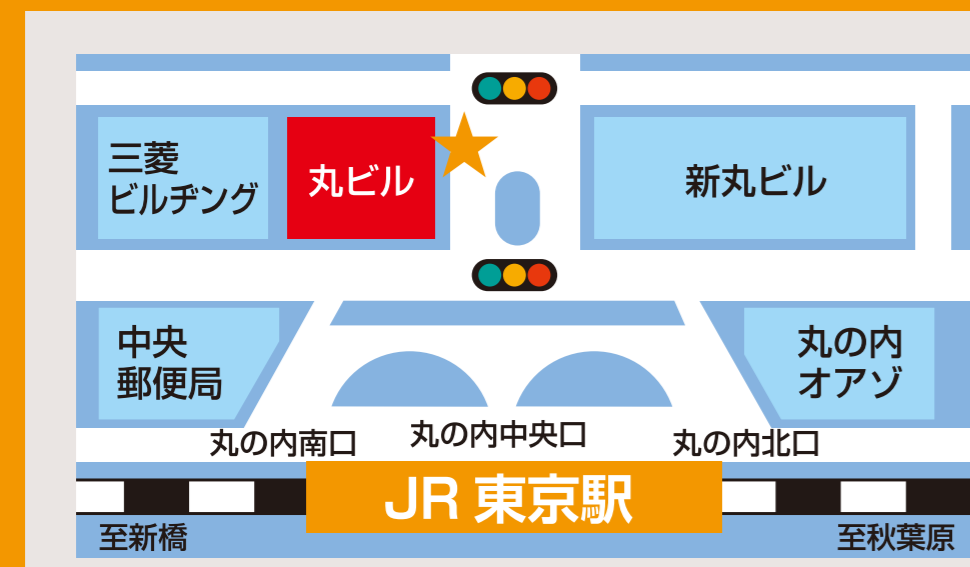 三菱
ビルヂング
丸ビル
新丸ビル
中央
郵便局
丸の内
オアゾ
丸の内南口
丸の内中央口
丸の内北口
JR 東京駅
至新橋
至秋葉原